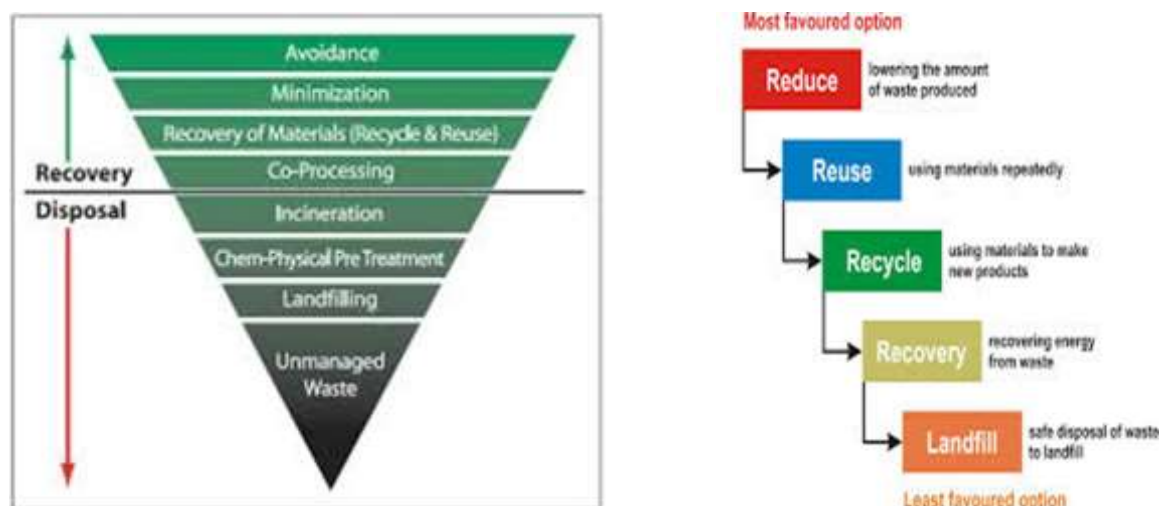 Avoidance
Minimization
Recovery of Materials (Recycle & Reuse)
Co-Processing
Recovery
Disposal
Incineration
Chem-Physical Pre Treatment
Landfilling
Unmanaged
Waste
Most favoured option
Reduce
lowering the amount
of waste produced
Reuse
using materials repeatedly
Recycle
using materials to make
new products
Recovery
recovering energy
from waste
Landfill
safe disposal of waste
to landfill
Least favoured option